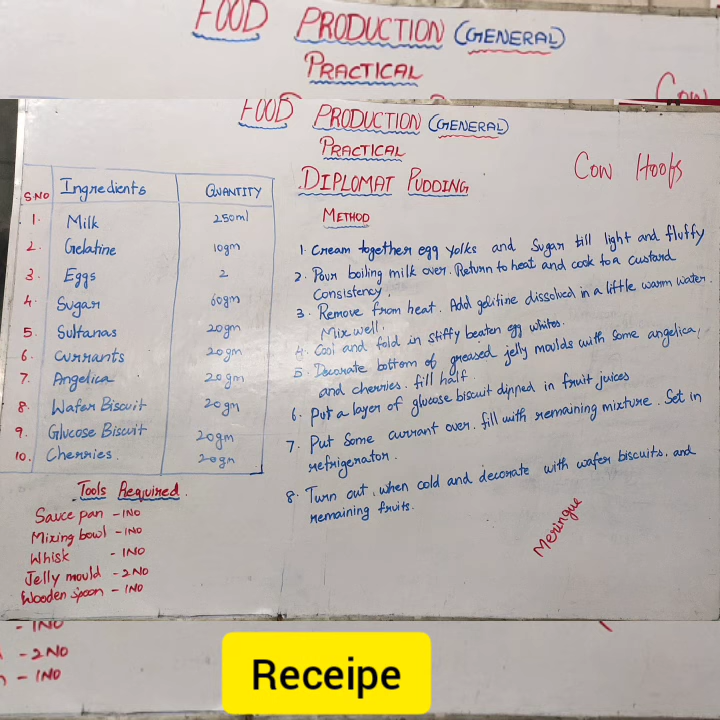 FOOD PRODUCTION (GENERAL)
PRACTICAL
Cow
FOOD PRODUCTION (GENERAL)
PRACTICAL
DIPLOMAT PUDDING
Cow Hoofs
S.NO Ingredients QUANTITY
1. Milk 250ml
2. Gelatine 10gm
3. Eggs 2
4. Sugar 60gm
5. Sultanas 20gm
6. Currants 20gm
7. Angelica 20gm
8. Wafer Biscuit 20gm
9. Glucose Biscuit 20gm
10. Cherries. 20gm
Tools Required.
Sauce pan - 1NO
Mixing bowl - 1NO
Whisk - 1NO
Jelly mould - 2NO
Wooden spoon - 1NO
METHOD
1. Cream together egg yolks and sugar till light and fluffy
2. Pour boiling milk over. Return to heat and cook to a custard
Consistency.
3. Remove from heat. Add geltine dissolved in a little warm water.
Mix well.
4. Cool and fold in stiffy beaten egg whites.
5. Decorate bottom of greased jelly moulds with some angelica,
and cherries. fill half.
6. Put a layer of glucose biscuit dipped in fruit juices
7. Put some currant over. fill with remaining mixture. Set in
refrigerator.
8. Turn out, when cold and decorate with wafer biscuits, and
remaining fruits.
Meringue
- 1NO
- 2NO
- 1NO
Receipe